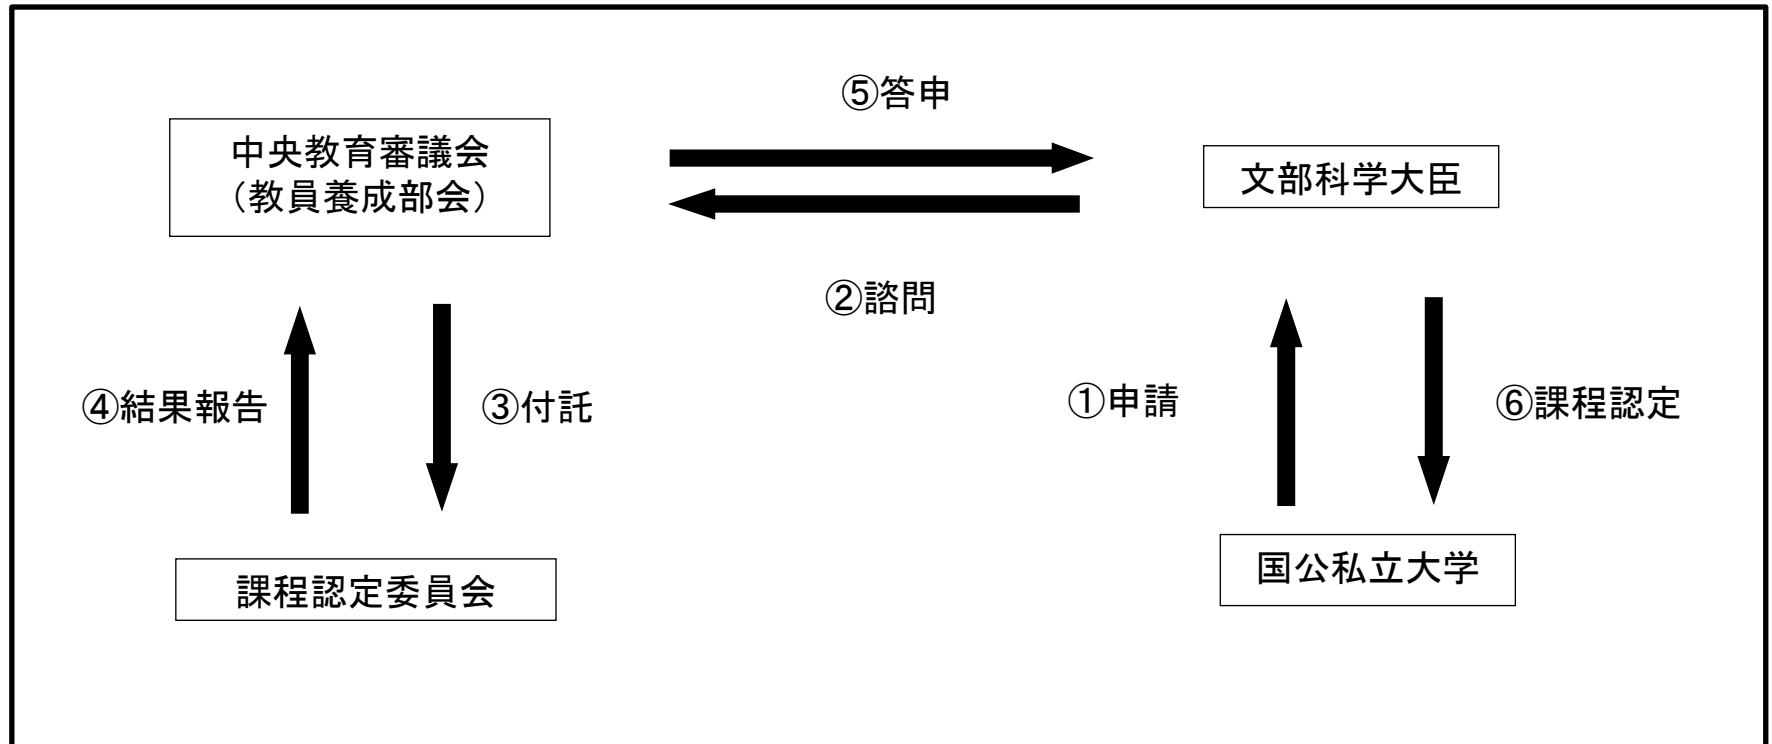 ⑤答申
中央教育審議会
(教員養成部会)
文部科学大臣
②諮問
④結果報告
③付託
①申請
⑥課程認定
課程認定委員会
国公私立大学